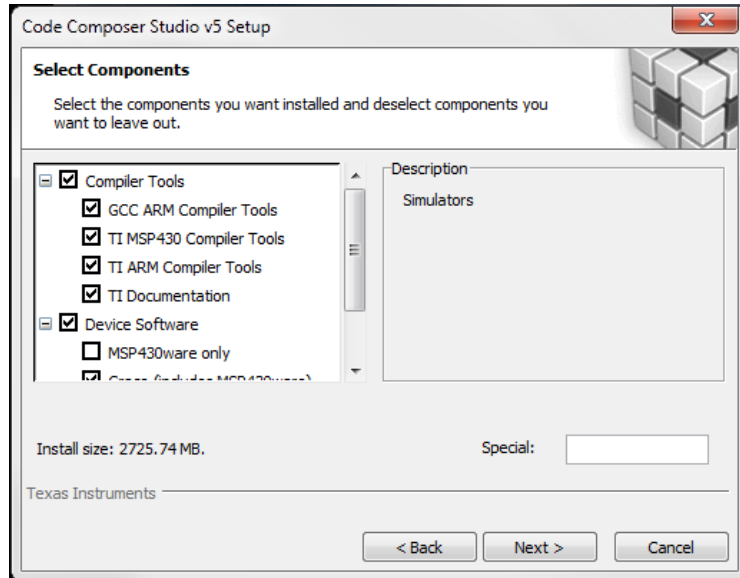 Code Composer Studio v5 Setup
Select Components
Select the components you want installed and deselect components you
want to leave out.
Compiler Tools
GCC ARM Compiler Tools
TI MSP430 Compiler Tools
TI ARM Compiler Tools
TI Documentation
Device Software
MSP430ware only
Description
Simulators
Install size: 2725.74 MB.
Special:
Texas Instruments
< Back
Next >
Cancel